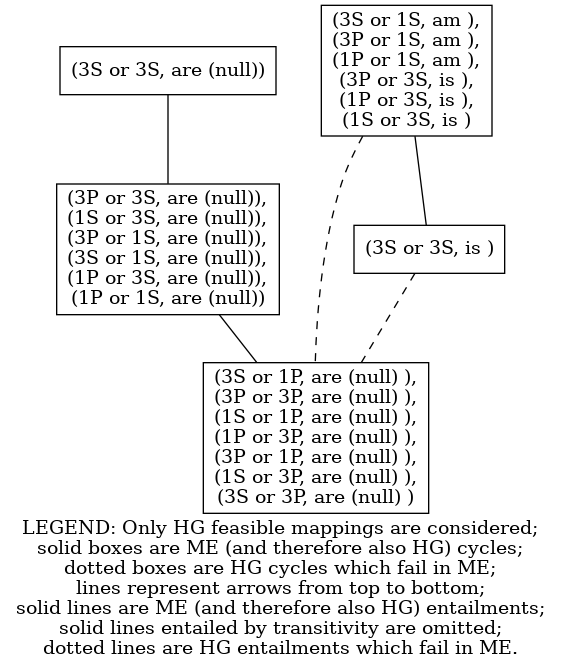 (3S or 3S, are (null))
(3S or 1S, am ),
(3P or 1S, am ),
(1P or 1S, am ),
(3P or 3S, is ),
(1P or 3S, is ),
(1S or 3S, is )
(3P or 3S, are (null)),
(1S or 3S, are (null)),
(3P or 1S, are (null)),
(3S or 1S, are (null)),
(1P or 3S, are (null)),
(1P or 1S, are (null))
(3S or 3S, is )
(3S or 1P, are (null) ),
(3P or 3P, are (null) ),
(1S or 1P, are (null) ),
(1P or 3P, are (null) ),
(3P or 1P, are (null) ),
(1S or 3P, are (null) ),
(3S or 3P, are (null) )
LEGEND: Only HG feasible mappings are considered;
solid boxes are ME (and therefore also HG) cycles;
dotted boxes are HG cycles which fail in ME;
lines represent arrows from top to bottom;
solid lines are ME (and therefore also HG) entailments;
solid lines entailed by transitivity are omitted;
dotted lines are HG entailments which fail in ME.